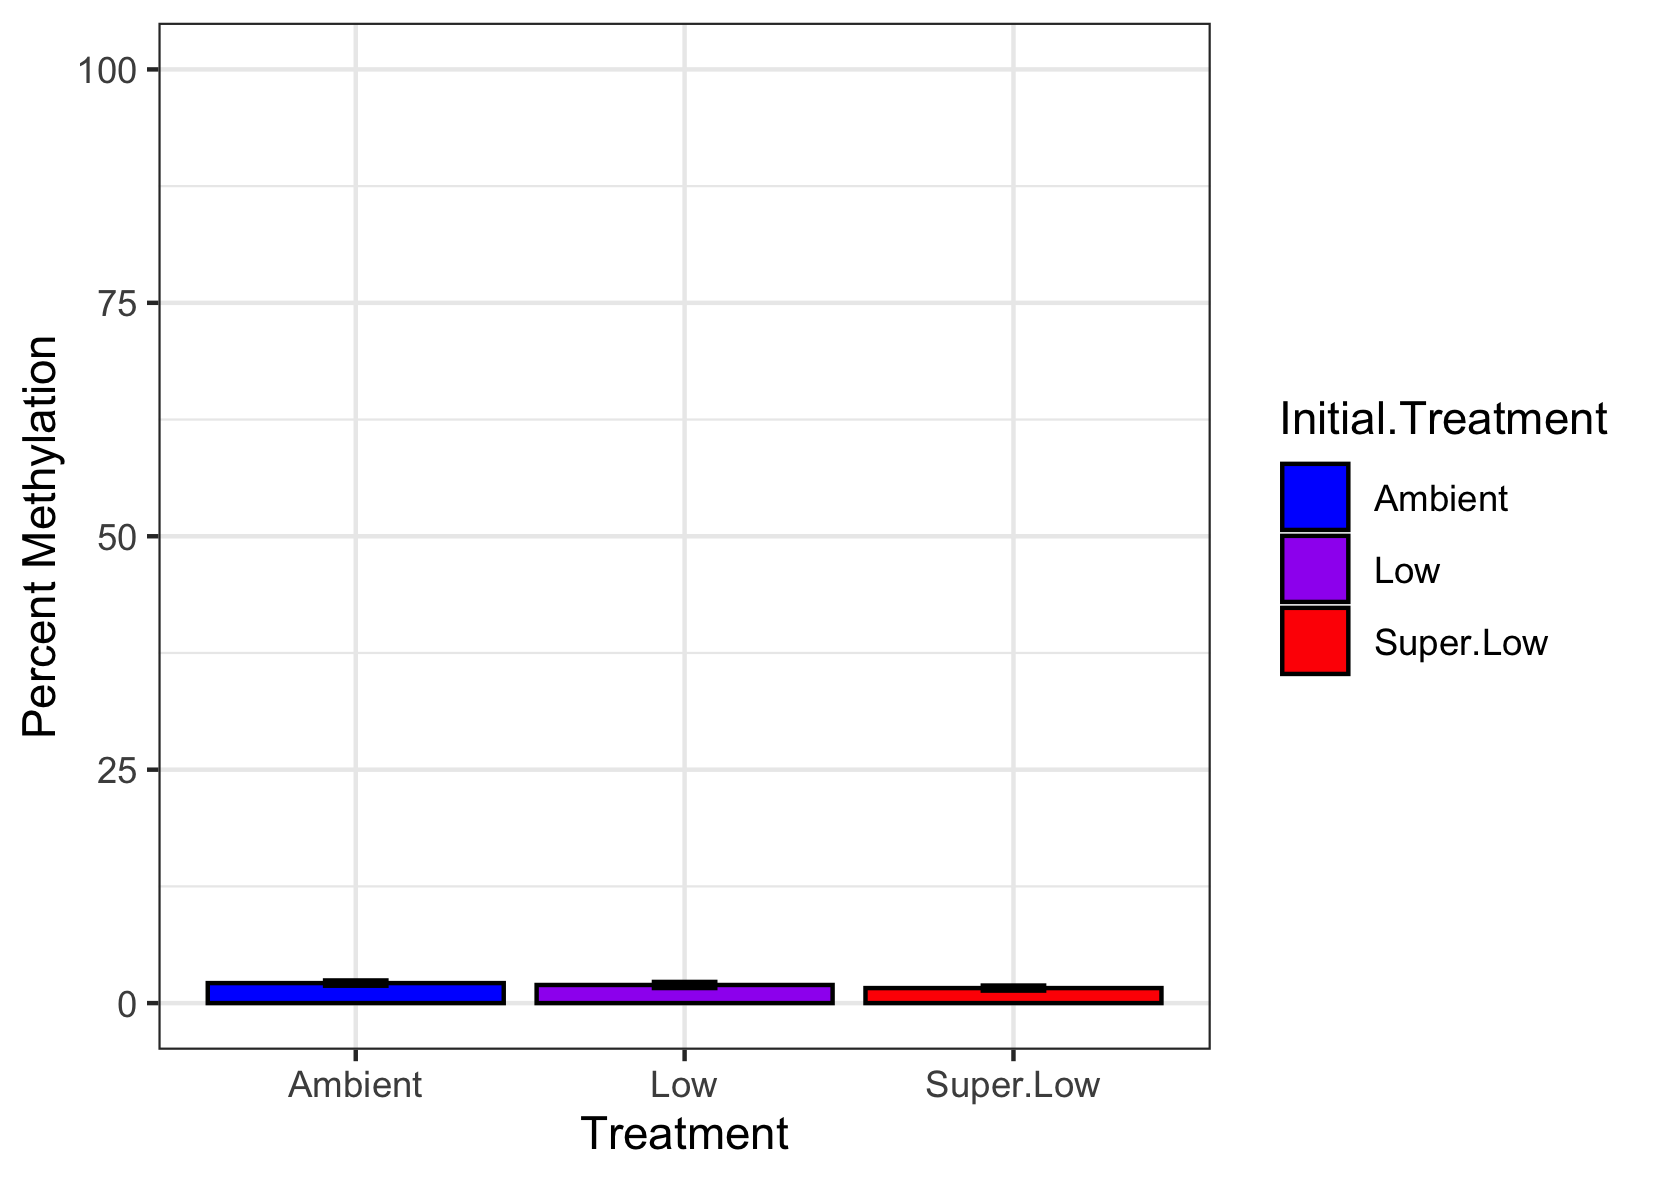 Percent Methylation
100
75
50
25
0
Ambient Low Super.Low
Treatment
Initial.Treatment
Ambient
Low
Super.Low